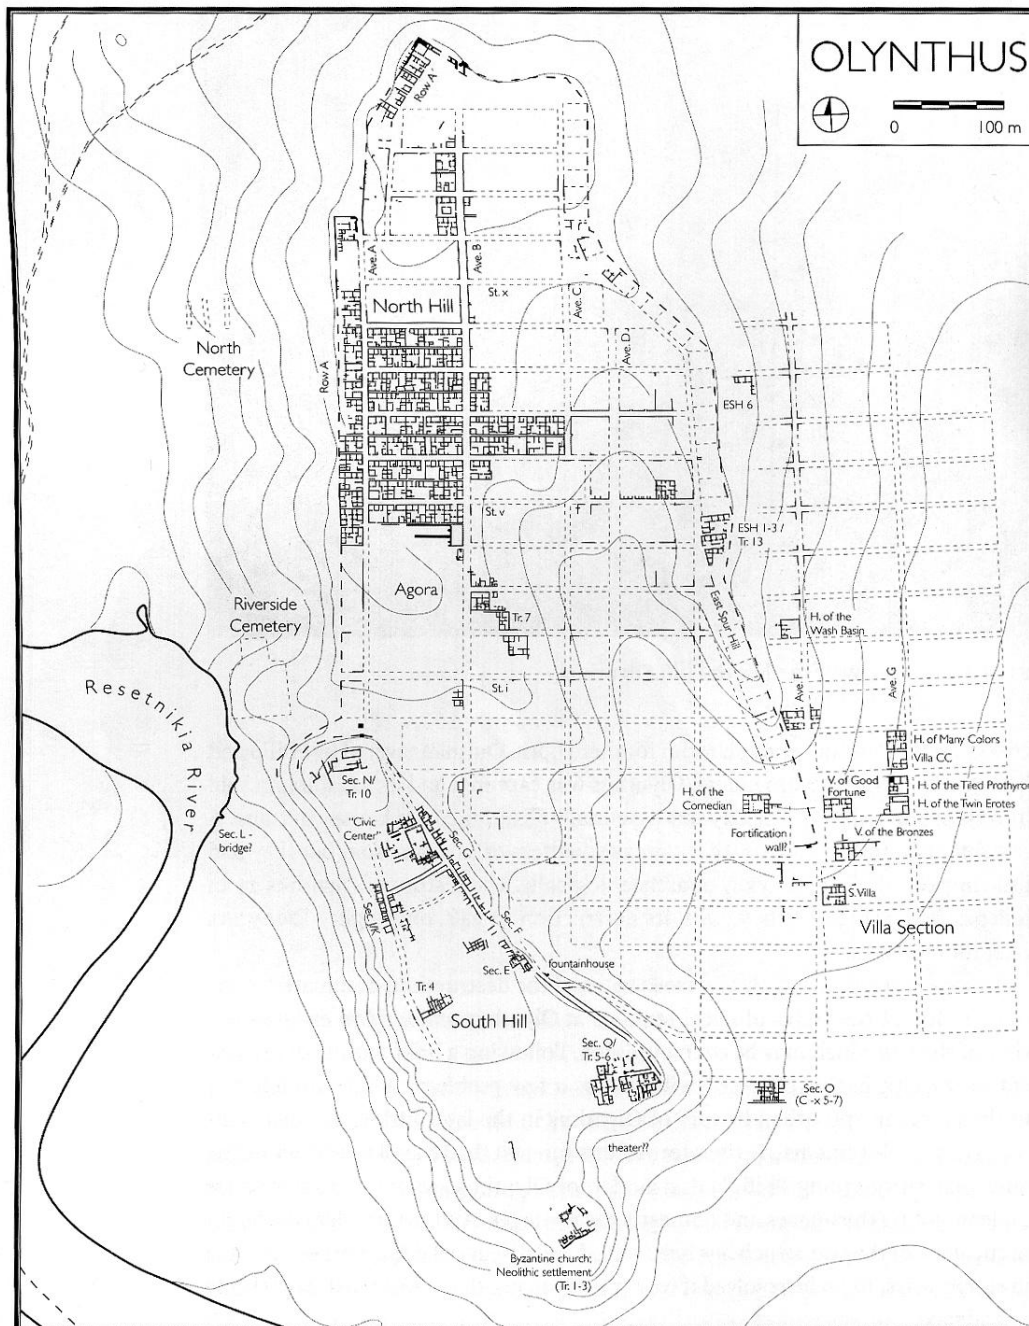 OLYNTHUS
0 100 m
Row A'
Ave. A
Ave. B
St. x
Ave. C
North Hill
Ave. D
North
Cemetery
Row A
ESH 6
St. v
ESH 1-3 /
Tr. 13
Agora
Riverside
Cemetery
Tr. 7
East Spur Hill
H. of the
Wash Basin
St. i
Ave. F
Ave. G
Resetnikia
River
H. of Many Colors
Villa CC
Sec. N/
Tr. 10
V. of Good
Fortune
H. of the Tiled Prothyron
H. of the
Comedian
H. of the Twin Erotes
"Civic
Center"
Sec. G
Sec. L -
bridge?
Fortification
wall?
V. of the Bronzes
Sec. J/K
S. Villa
Sec. F
Villa Section
Sec. E
fountainhouse
Tr. 4
South Hill
Sec. Q/
Tr. 5-6
Sec. O
(C -x 5-7)
theater??
Byzantine church;
Neolithic settlement
(Tr. 1-3)